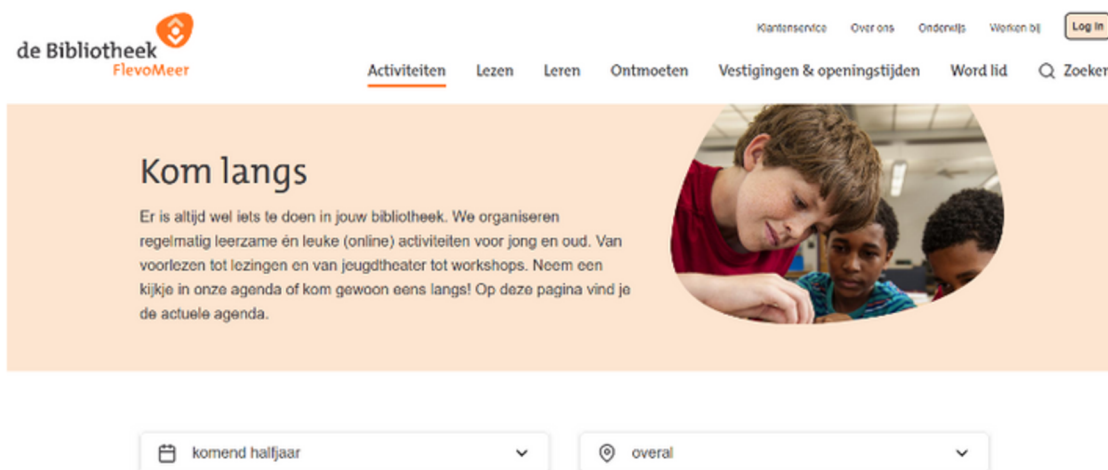 de Bibliotheek
FlevoMeer
Klantenservice Over ons Onderwijs Werken bij Log in
Activiteiten Lezen Leren Ontmoeten Vestigingen & openingstijden Word lid Zoeken
Kom langs
Er is altijd wel iets te doen in jouw bibliotheek. We organiseren
regelmatig leerzame én leuke (online) activiteiten voor jong en oud. Van
voorlezen tot lezingen en van jeugdtheater tot workshops. Neem een
kijkje in onze agenda of kom gewoon eens langs! Op deze pagina vind je
de actuele agenda.
komend halfjaar overal